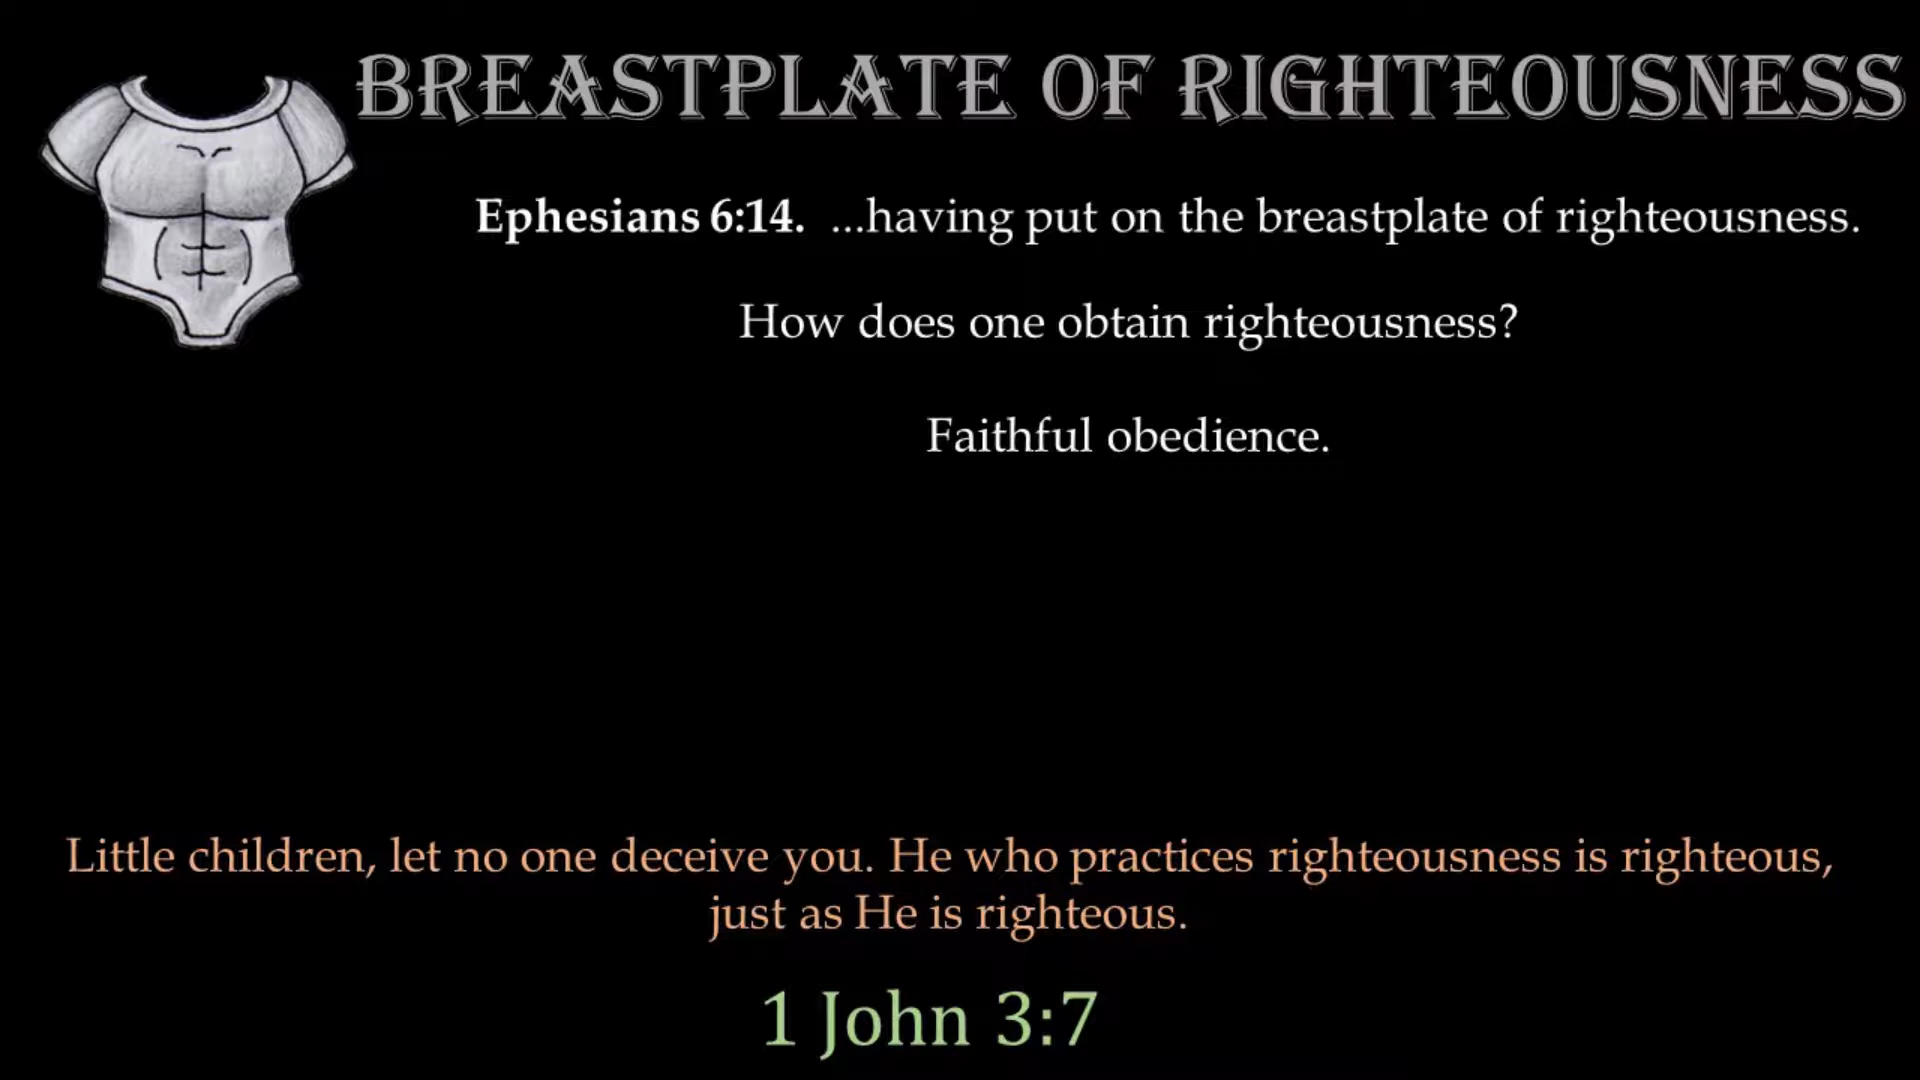 BREASTPLATE OF RIGHTEOUSNESS
Ephesians 6:14. ...having put on the breastplate of righteousness.
How does one obtain righteousness?
Faithful obedience.
Little children, let no one deceive you. He who practices righteousness is righteous,
just as He is righteous.
1 John 3:7